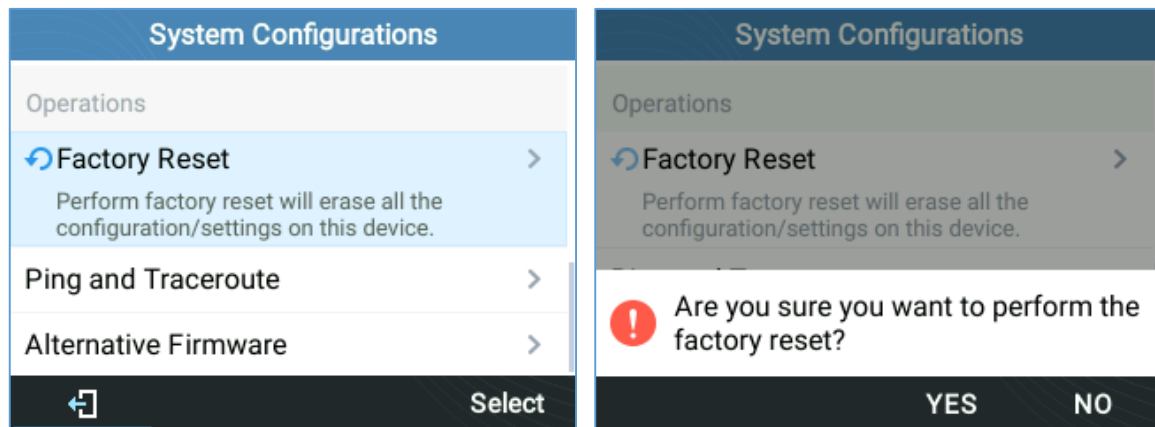 System Configurations
Operations
Factory Reset
Perform factory reset will erase all the
configuration/settings on this device.
Ping and Traceroute
Alternative Firmware
Select
System Configurations
Operations
Factory Reset
Perform factory reset will erase all the
configuration/settings on this device.
Are you sure you want to perform the
factory reset?
YES NO